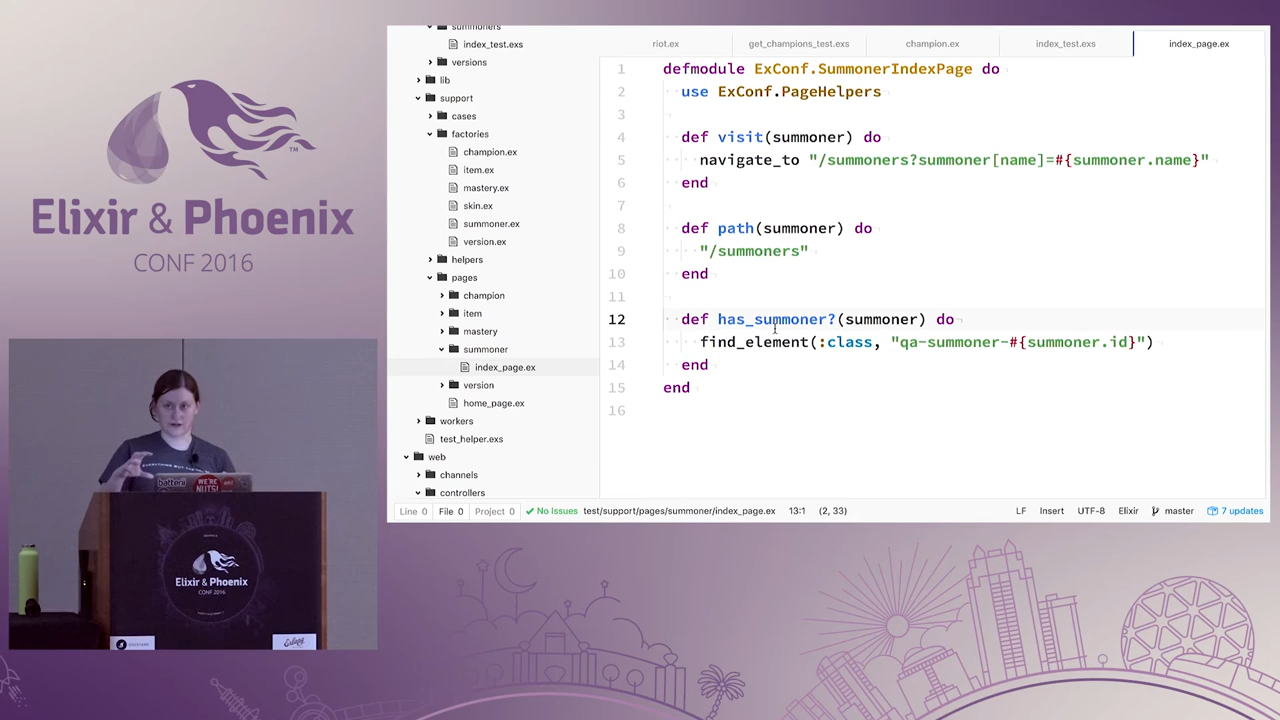 Elixir & Phoenix
TM
CONF 2016
summoners
index_test.exs
versions
lib
support
cases
factories
champion.ex
item.ex
mastery.ex
skin.ex
summoner.ex
version.ex
helpers
pages
champion
item
mastery
summoner
index_page.ex
version
home_page.ex
workers
test_helper.exs
web
channels
controllers
riot.ex
get_champions_test.exs
champion.ex
index_test.exs
index_page.ex
1 defmodule ExConf.SummonerIndexPage do
2 use ExConf.PageHelpers
3
4 def visit(summoner) do
5 navigate_to "/summoners?summoner[name]=#{summoner.name}"
6 end
7
8 def path(summoner) do
9 "/summoners"
10 end
11
12 def has_summoner?(summoner) do
13 find_element(:class, "qa-summoner-#{summoner.id}")
14 end
15 end
16
Line 0 File 0 Project 0 No Issues test/support/pages/summoner/index_page.ex 13:1 (2, 33) LF Insert UTF-8 Elixir master 7 updates
batterii
WE'RE
NUTS!
Elixir & Phoenix
CONF 2016